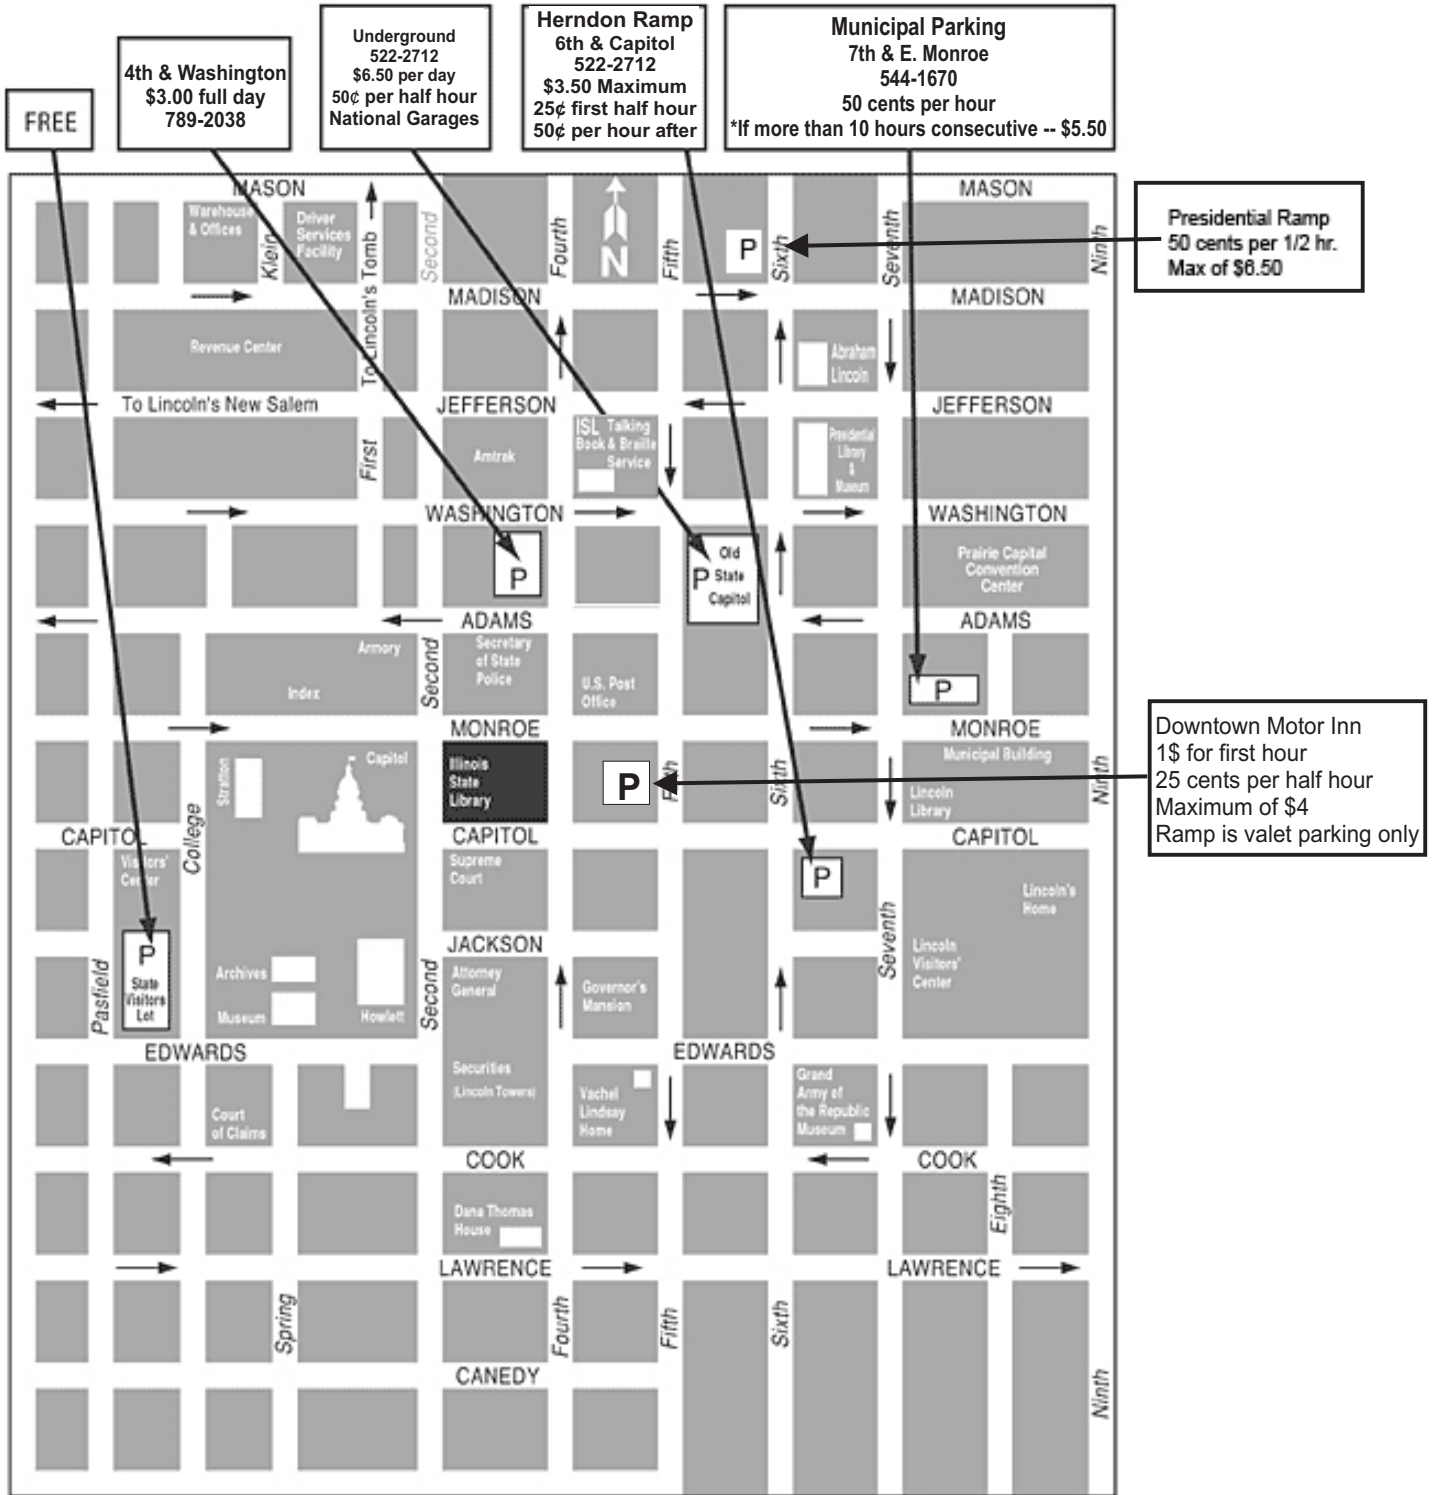 FREE
4th & Washington
$3.00 full day
789-2038
Underground
522-2712
$6.50 per day
50¢ per half hour
National Garages
Herndon Ramp
6th & Capitol
522-2712
$3.50 Maximum
25¢ first half hour
50¢ per hour after
Municipal Parking
7th & E. Monroe
544-1670
50 cents per hour
*If more than 10 hours consecutive -- $5.50
Presidential Ramp
50 cents per 1/2 hr.
Max of $6.50
Downtown Motor Inn
1$ for first hour
25 cents per half hour
Maximum of $4
Ramp is valet parking only
MASON
MASON
Warehouse
& Offices
Klein
Driver
Services
Facility
To Lincoln's Tomb
Second
Fourth
N
Fifth
P
Sixth
Seventh
Ninth
MADISON
MADISON
Revenue Center
Abraham
Lincoln
To Lincoln's New Salem
JEFFERSON
JEFFERSON
First
Amtrak
ISL Talking
Book & Braille
Service
Presidential
Library
&
Museum
WASHINGTON
WASHINGTON
P
Old
P State
Capitol
Prairie Capital
Convention
Center
ADAMS
ADAMS
Armory
Index
Second
Secretary
of State
Police
U.S. Post
Office
P
MONROE
MONROE
Stratton
Capitol
Illinois
State
Library
P
Fifth
Sixth
Municipal Building
Lincoln
Library
Ninth
CAPITOL
College
CAPITOL
CAPITOL
Visitors'
Center
Supreme
Court
P
Lincoln's
Home
JACKSON
Seventh
Lincoln
Visitors'
Center
Pasfield
P
State
Visitors
Lot
Archives
Museum
Howlett
Second
Attorney
General
Governor's
Mansion
EDWARDS
EDWARDS
Securities
(Lincoln Towers)
Court
of Claims
Vachel
Lindsay
Home
Grand
Army of
the Republic
Museum
COOK
COOK
Dana Thomas
House
Eighth
LAWRENCE
LAWRENCE
Spring
Fourth
Fifth
Sixth
CANEDY
Ninth